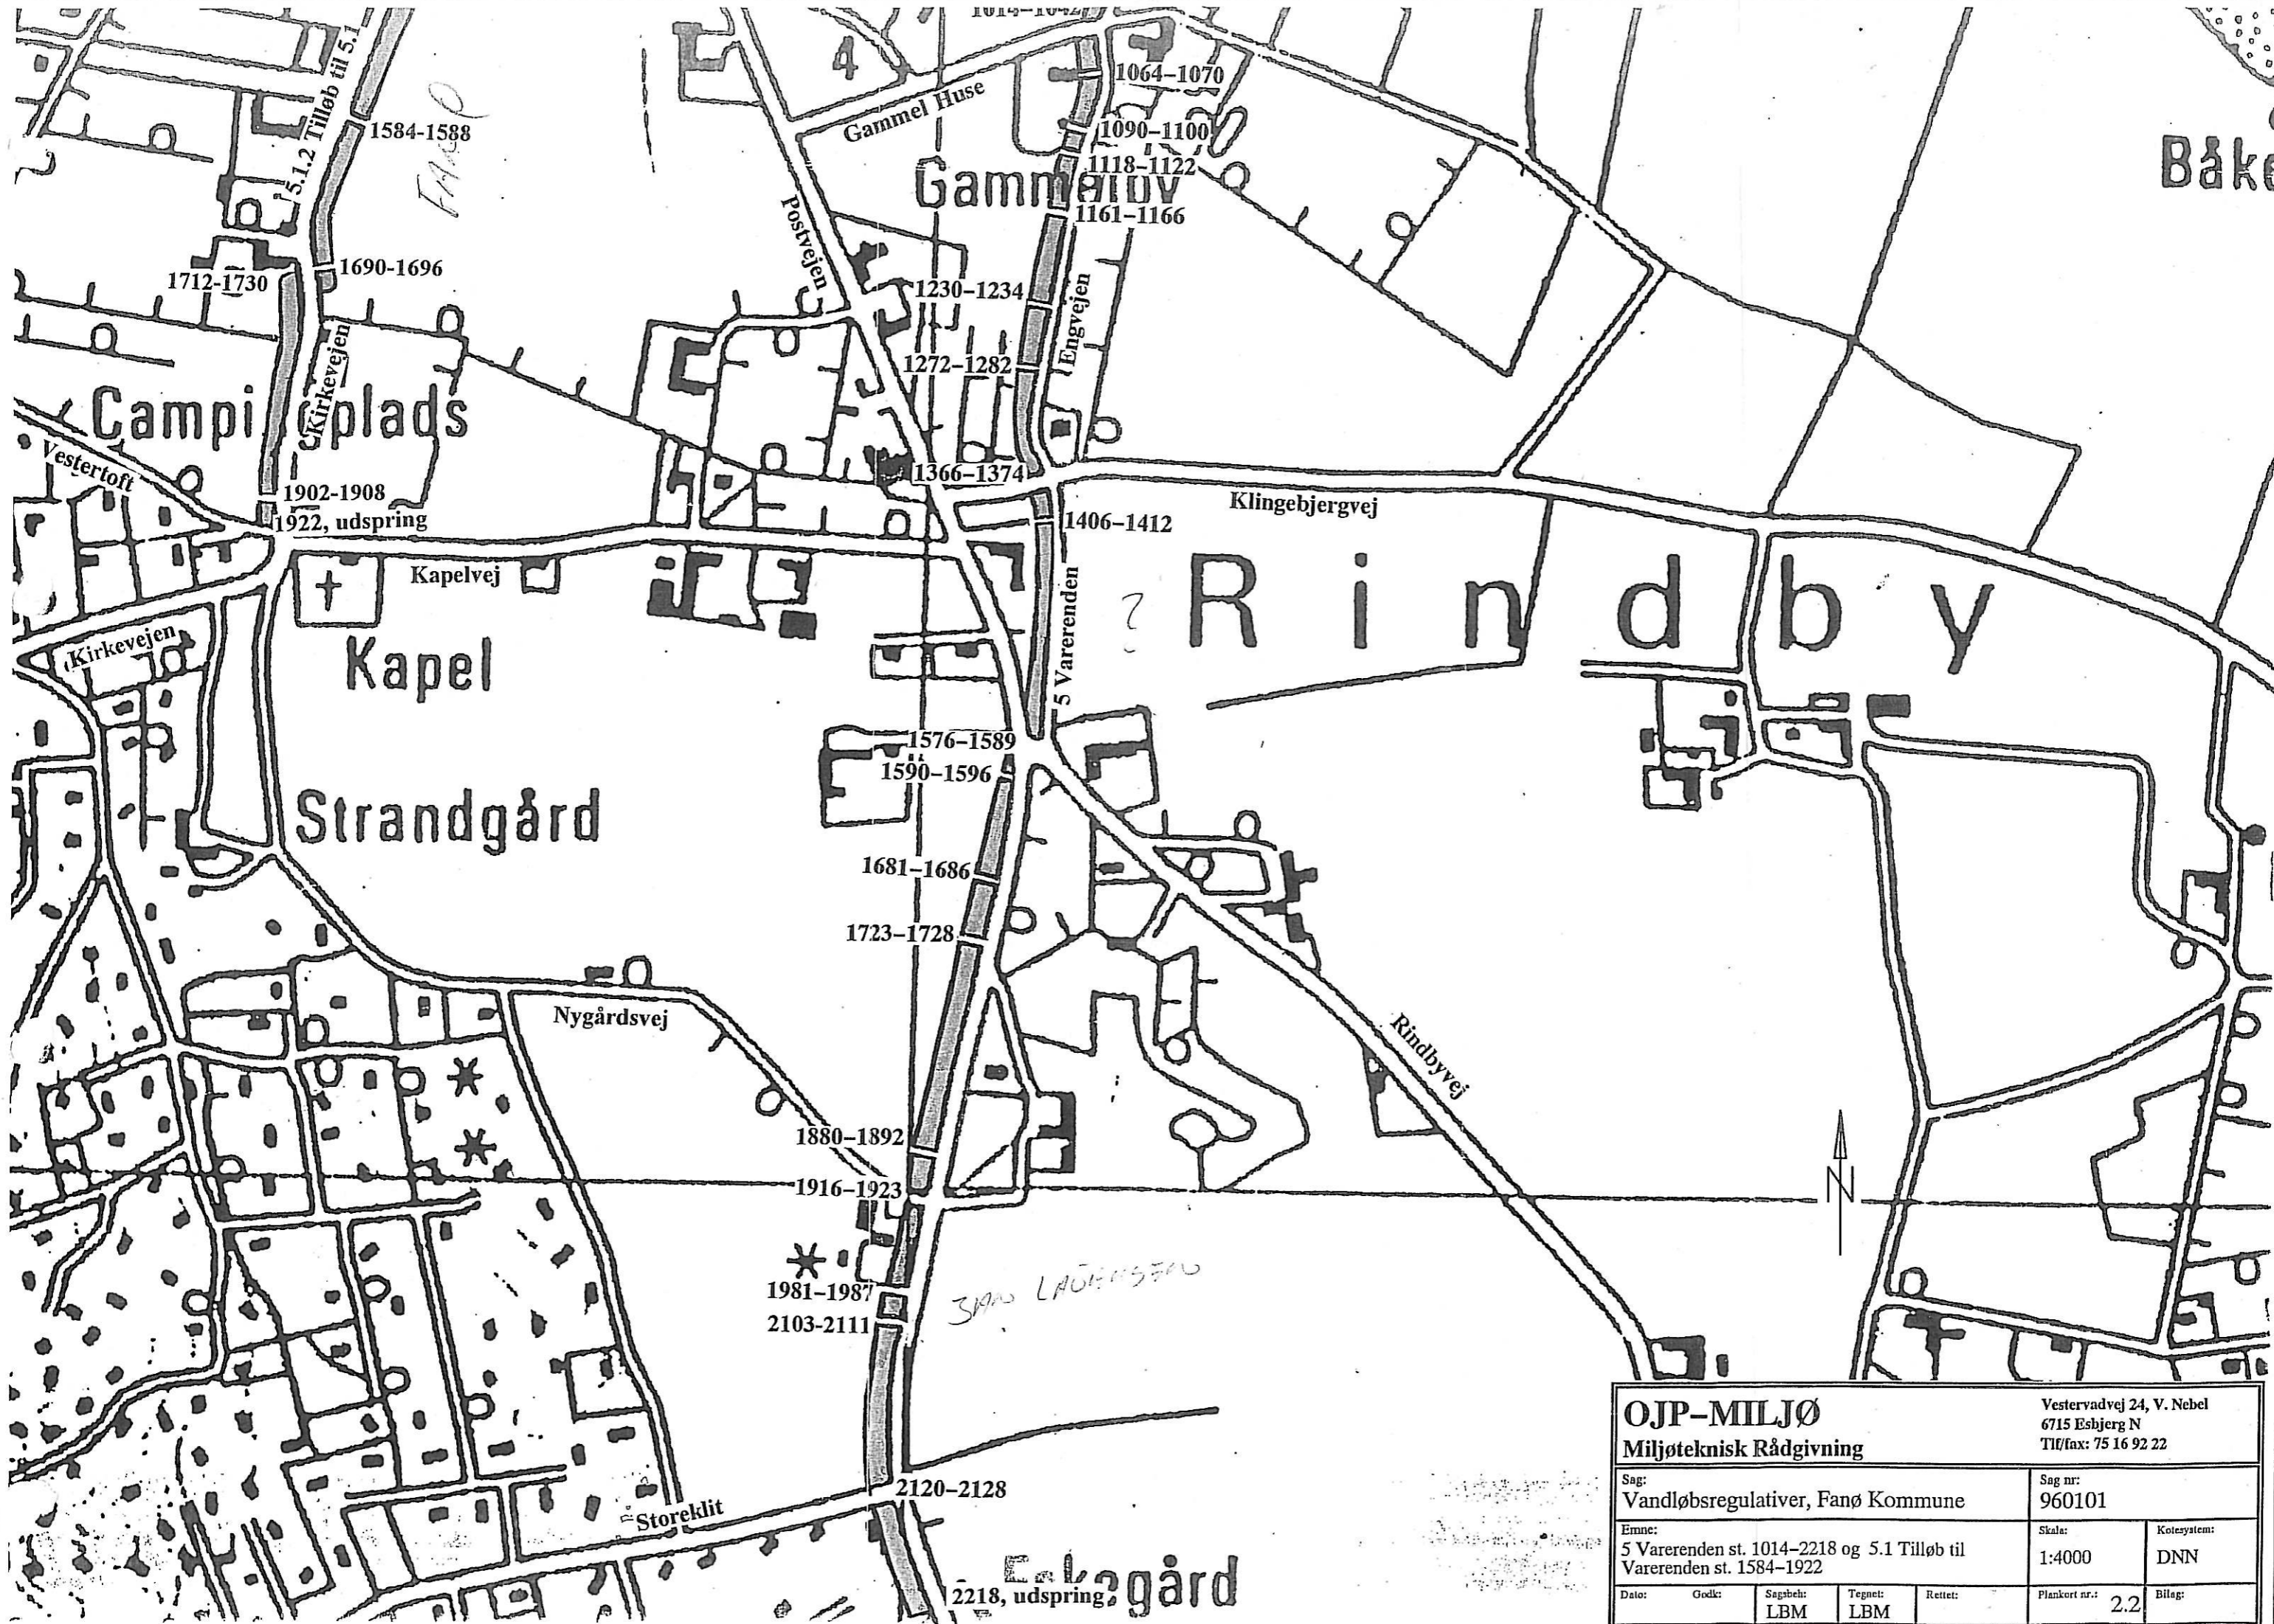 1014-1042
4
5.1.2 Tilløb til 5.1
FANØ
1584-1588
1064-1070
Gammel Huse
1090-1100
1118-1122
Gammelby
1161-1166
Båke
Postvejen
1712-1730
1690-1696
1230-1234
Engvejen
1272-1282
Kirkevejen
Campingplads
Vestertoft
1366-1374
1902-1908
1922, udspring
Klingebjergvej
1406-1412
Kapelvej
5 Varerenden
?
Rindby
Kirkevejen
Kapel
1576-1589
1590-1596
Strandgård
1681-1686
1723-1728
Nygårdsvej
Rindbyvej
1880-1892
N
1916-1923
1981-1987
2103-2111
2120-2128
Storeklit
2218, udspring
OJP-MILJØ
Miljøteknisk Rådgivning
Vestervadvej 24, V. Nebel
6715 Esbjerg N
Tlf/fax: 75 16 92 22
Sag:
Vandløbsregulativer, Fanø Kommune
Sag nr:
960101
Emne:
5 Varerenden st. 1014-2218 og 5.1 Tilløb til
Varerenden st. 1584-1922
Skala:
1:4000
Kotesystem:
DNN
Dato:
Godk:
Sagsbeh:
LBM
Tegnet:
LBM
Rettet:
Plankort nr.: 2.2
Bilag: